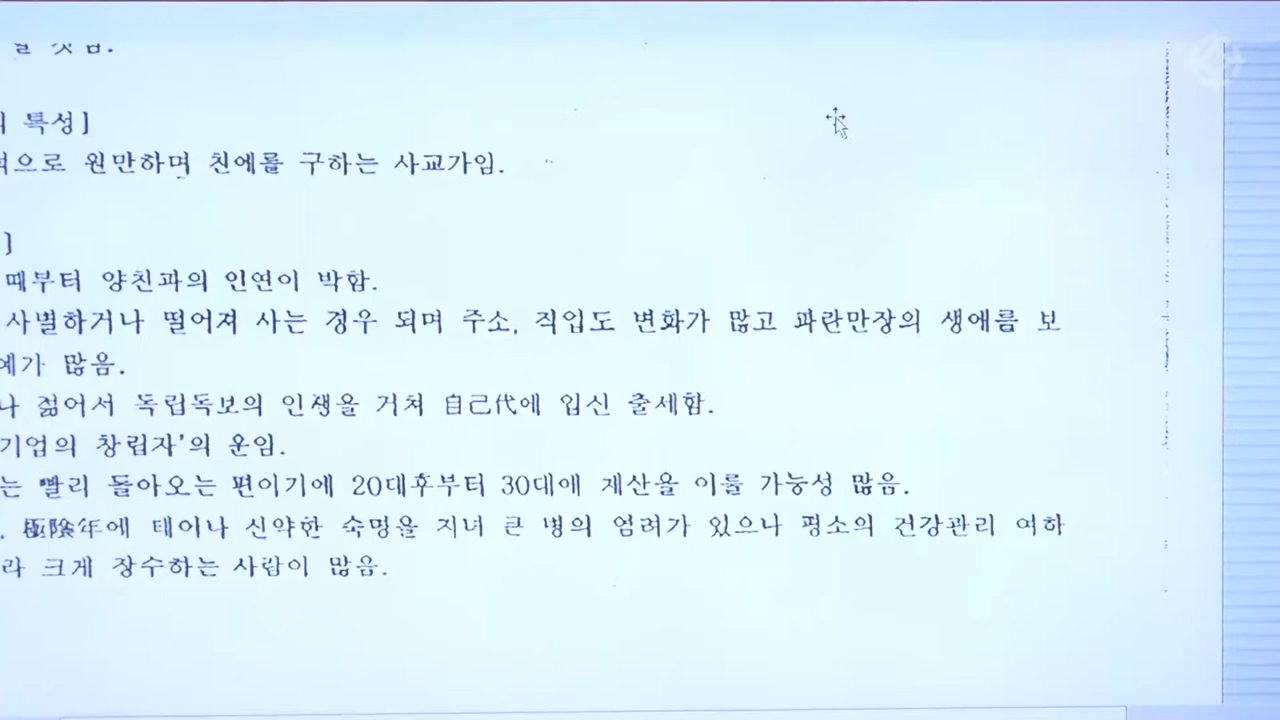 특성]
원만하며 친애를 구하는 사교가임.
]
때부터 양친과의 인연이 박함.
사별하거나 떨어져 사는 경우 되며 주소, 직업도 변화가 많고 파란만장의 생애를 보
예가 많음.
나 젊어서 독립독보의 인생을 거쳐 自己代에 입신 출세함.
기업의 창립자'의 운임.
는 빨리 돌아오는 편이기에 20대후부터 30대에 재산을 이룰 가능성 많음.
. 極陰年에 태어나 신약한 숙명을 지녀 큰 병의 염려가 있으나 평소의 건강관리 여하
라 크게 장수하는 사람이 많음.